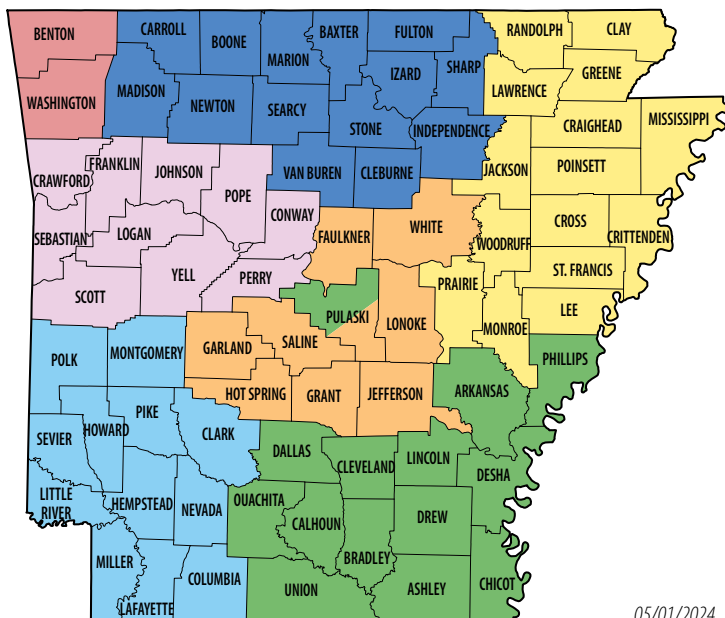 BENTON
CARROLL
BOONE
BAXTER
FULTON
RANDOLPH
CLAY
MARION
SHARP
IZARD
GREENE
LAWRENCE
WASHINGTON
MADISON
NEWTON
SEARCY
STONE
INDEPENDENCE
CRAIGHEAD
MISSISSIPPI
FRANKLIN
JOHNSON
POPE
VAN BUREN
CLEBURNE
JACKSON
POINSETT
CRAWFORD
CONWAY
FAULKNER
WHITE
CROSS
CRITTENDEN
WOODRUFF
SEBASTIAN
LOGAN
YELL
PERRY
PRAIRIE
ST. FRANCIS
SCOTT
PULASKI
LONOKE
MONROE
LEE
POLK
MONTGOMERY
GARLAND
SALINE
PHILLIPS
HOT SPRING
GRANT
JEFFERSON
ARKANSAS
PIKE
HOWARD
CLARK
SEVIER
DALLAS
CLEVELAND
LINCOLN
DESHA
LITTLE
RIVER
HEMPSTEAD
NEVADA
OUACHITA
CALHOUN
DREW
BRADLEY
MILLER
COLUMBIA
LAFAYETTE
UNION
ASHLEY
CHICOT
05/01/2024